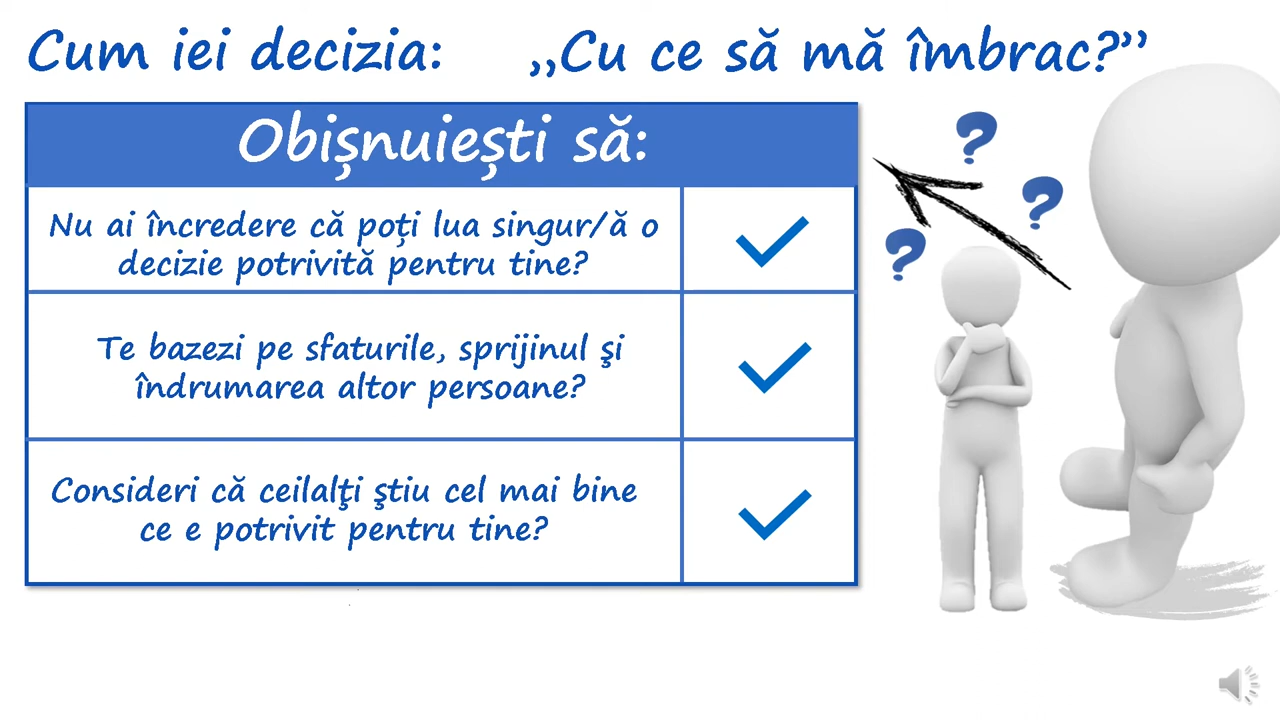 Cum iei decizia: „Cu ce să mă îmbrac?”
Obișnuiești să:
Nu ai încredere că poți lua singur/ă o
decizie potrivită pentru tine?
Te bazezi pe sfaturile, sprijinul şi
îndrumarea altor persoane?
Consideri că ceilalţi ştiu cel mai bine
ce e potrivit pentru tine?
?
?
?